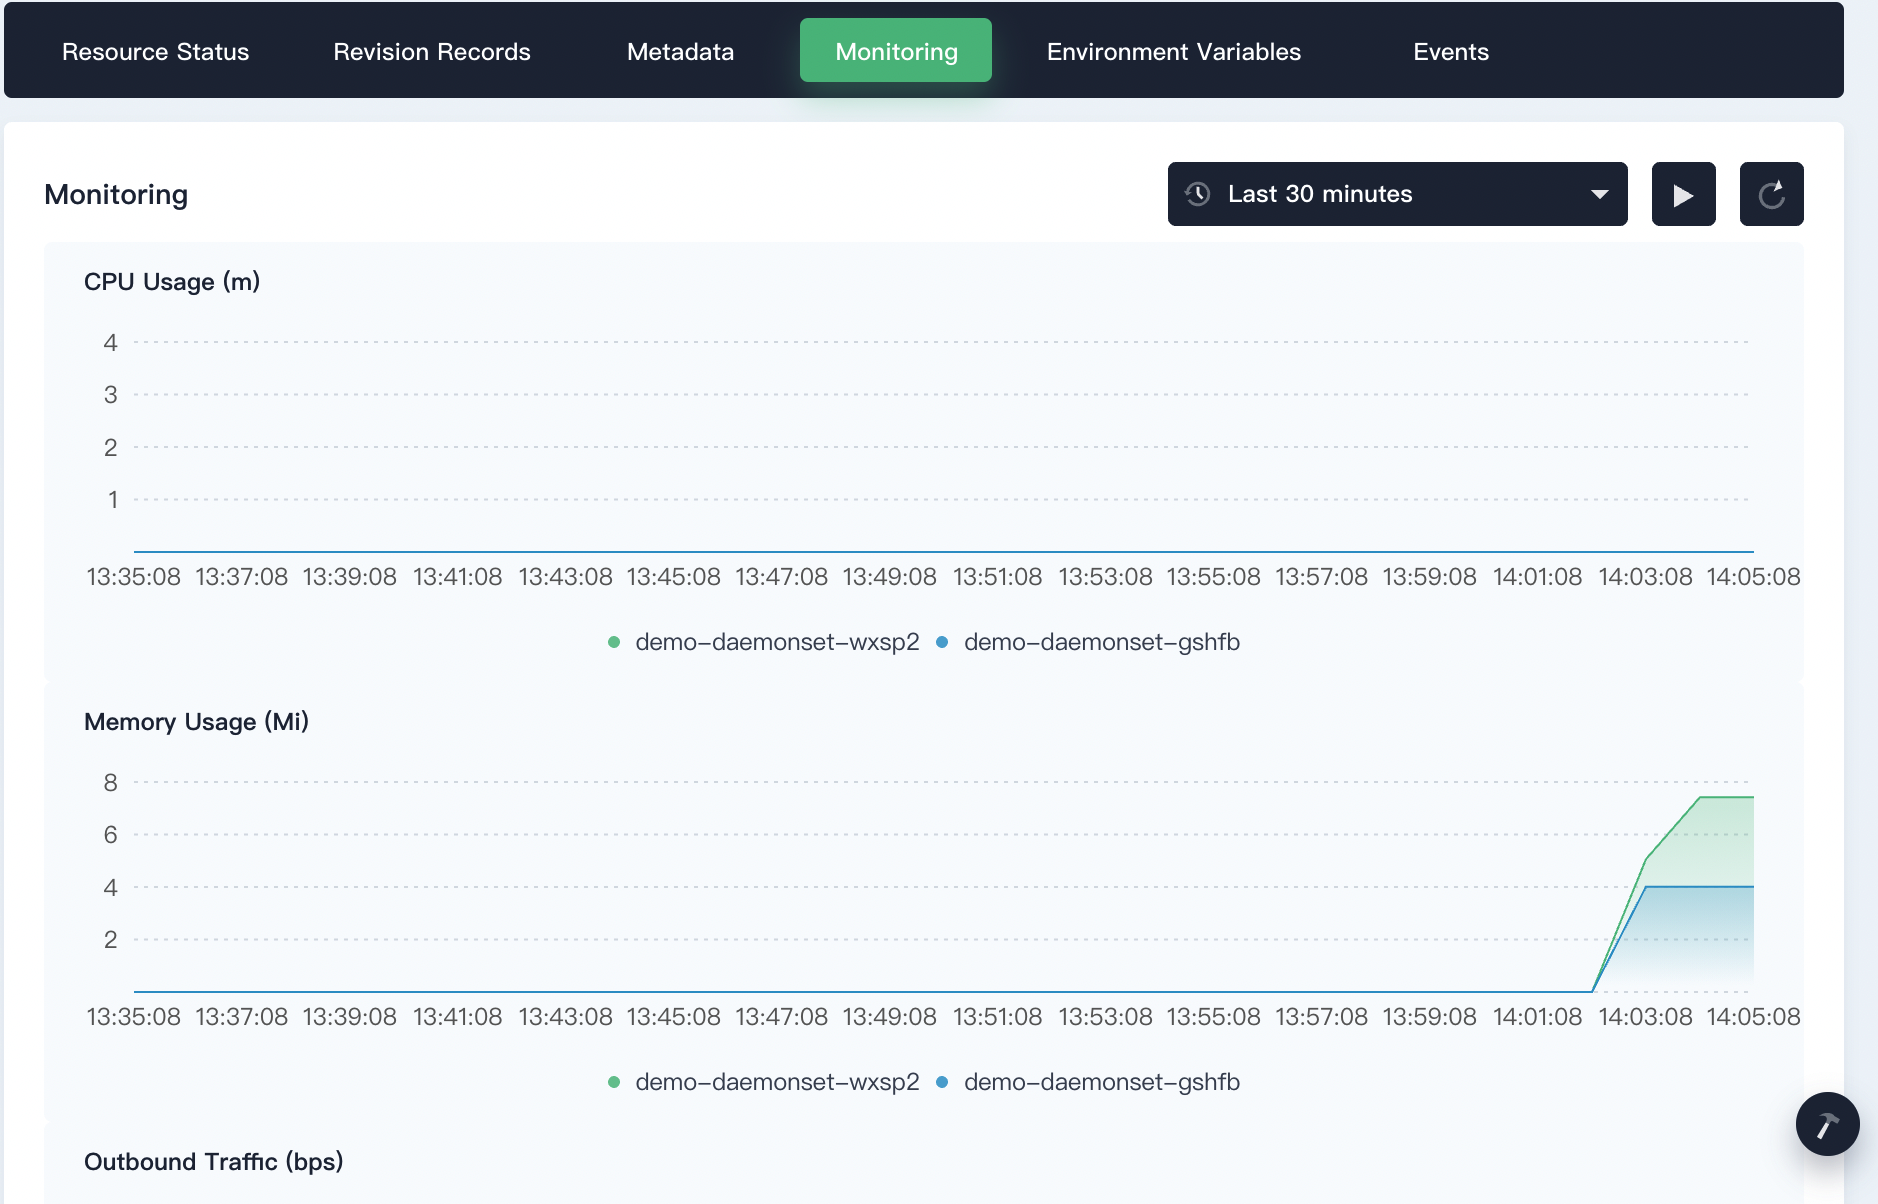 Resource Status Revision Records Metadata Monitoring Environment Variables Events
Monitoring
Last 30 minutes
CPU Usage (m)
4
3
2
1
13:35:08 13:37:08 13:39:08 13:41:08 13:43:08 13:45:08 13:47:08 13:49:08 13:51:08 13:53:08 13:55:08 13:57:08 13:59:08 14:01:08 14:03:08 14:05:08
demo-daemonset-wxsp2 demo-daemonset-gshfb
Memory Usage (Mi)
8
6
4
2
13:35:08 13:37:08 13:39:08 13:41:08 13:43:08 13:45:08 13:47:08 13:49:08 13:51:08 13:53:08 13:55:08 13:57:08 13:59:08 14:01:08 14:03:08 14:05:08
demo-daemonset-wxsp2 demo-daemonset-gshfb
Outbound Traffic (bps)